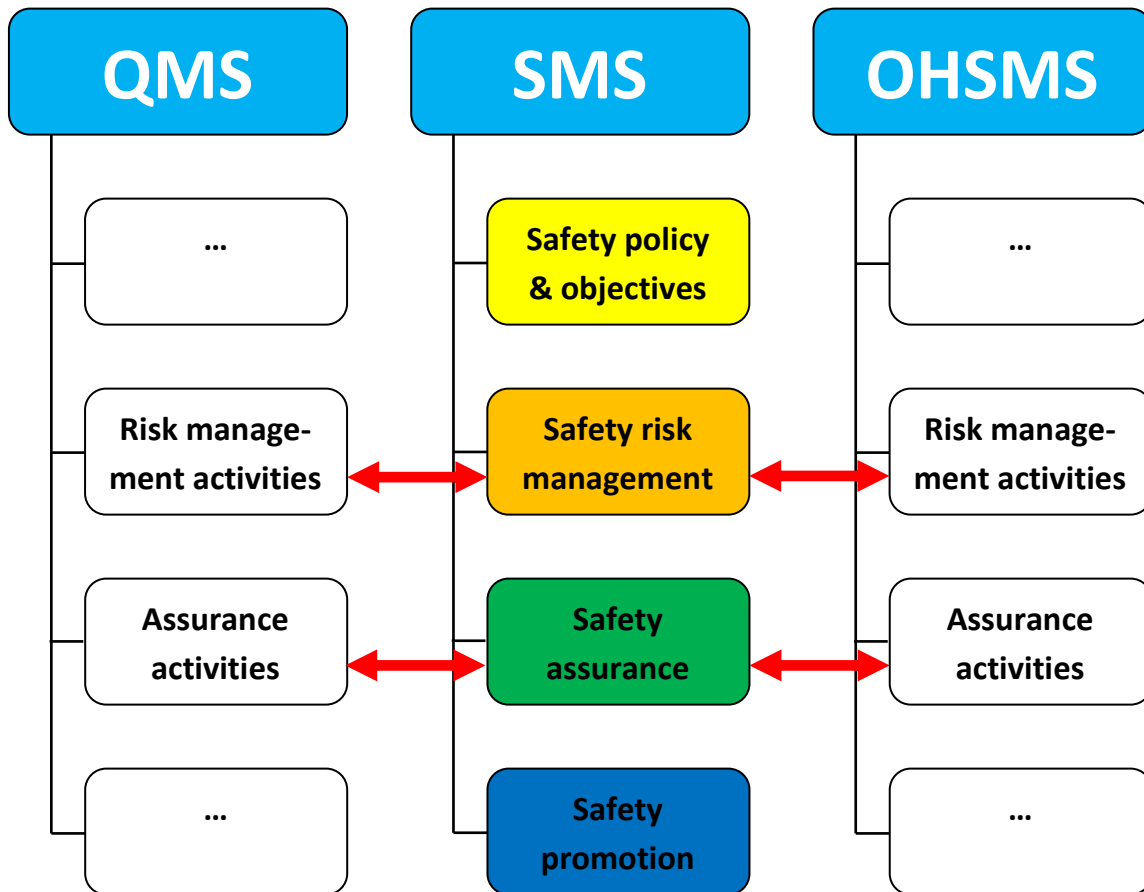 QMS
SMS
OHSMS
...
Safety policy
& objectives
...
Risk manage-
ment activities
Safety risk
management
Risk manage-
ment activities
Assurance
activities
Safety
assurance
Assurance
activities
...
Safety
promotion
...